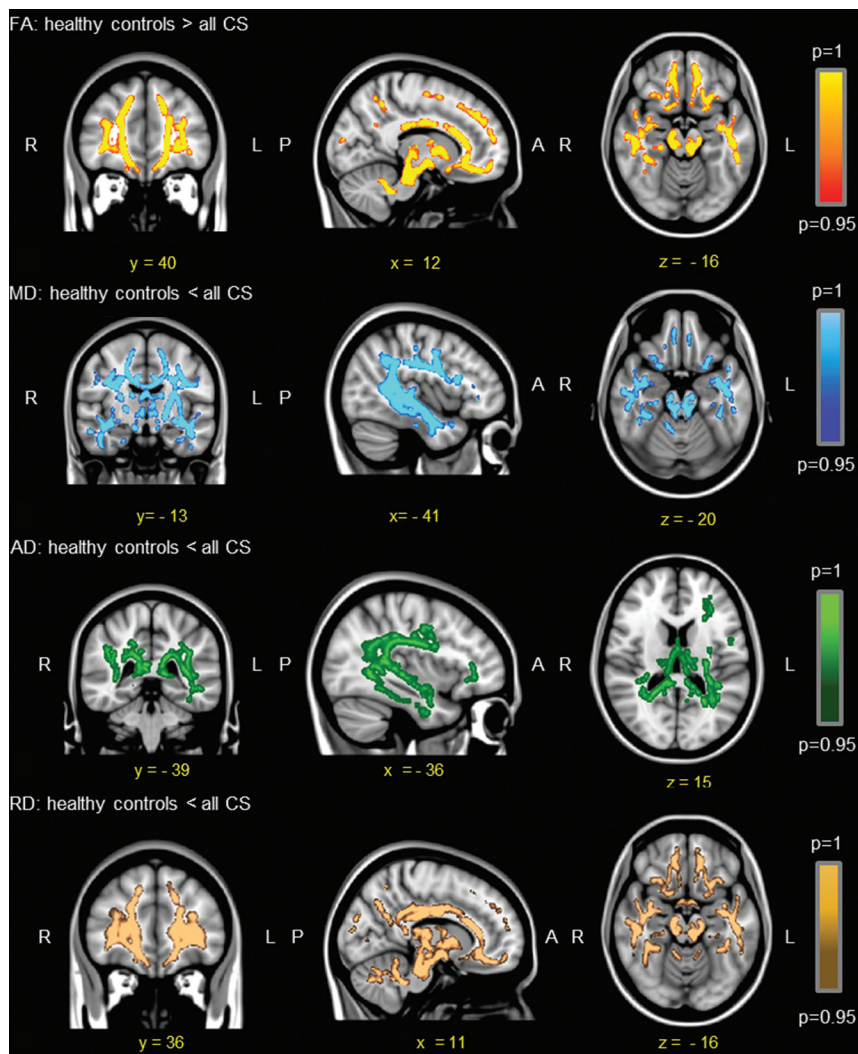 FA: healthy controls > all CS
p=1
R L P A R L
p=0.95
y = 40 x = 12 z = - 16
MD: healthy controls < all CS
p=1
R L P A R L
p=0.95
y= - 13 x= - 41 z = - 20
AD: healthy controls < all CS
p=1
R L P A R L
p=0.95
y = - 39 x = - 36 z = 15
RD: healthy controls < all CS
p=1
R L P A R L
p=0.95
y = 36 x = 11 z = - 16